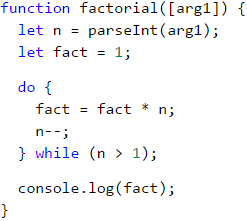 function factorial([arg1]) {
  let n = parseInt(arg1);
  let fact = 1;

  do {
    fact = fact * n;
    n--;
  } while (n > 1);

  console.log(fact);
}